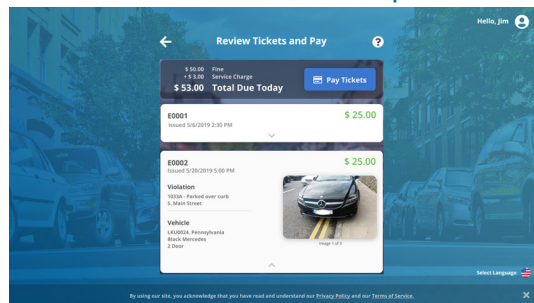 Hello, Jim
Review Tickets and Pay
?
$ 50.00 Fine
+ $ 3.00 Service Charge
$ 53.00 Total Due Today
Pay Tickets
E0001
$ 25.00
Issued 5/6/2019 2:30 PM
E0002
$ 25.00
Issued 5/20/2019 5:00 PM
Violation
1033A - Parked over curb
S. Main Street
Vehicle
LKU0024, Pennsylvania
Black Mercedes
2 Door
Image 1 of 3
Select Language
By using our site, you acknowledge that you have read and understand our Privacy Policy and our Terms of Service.